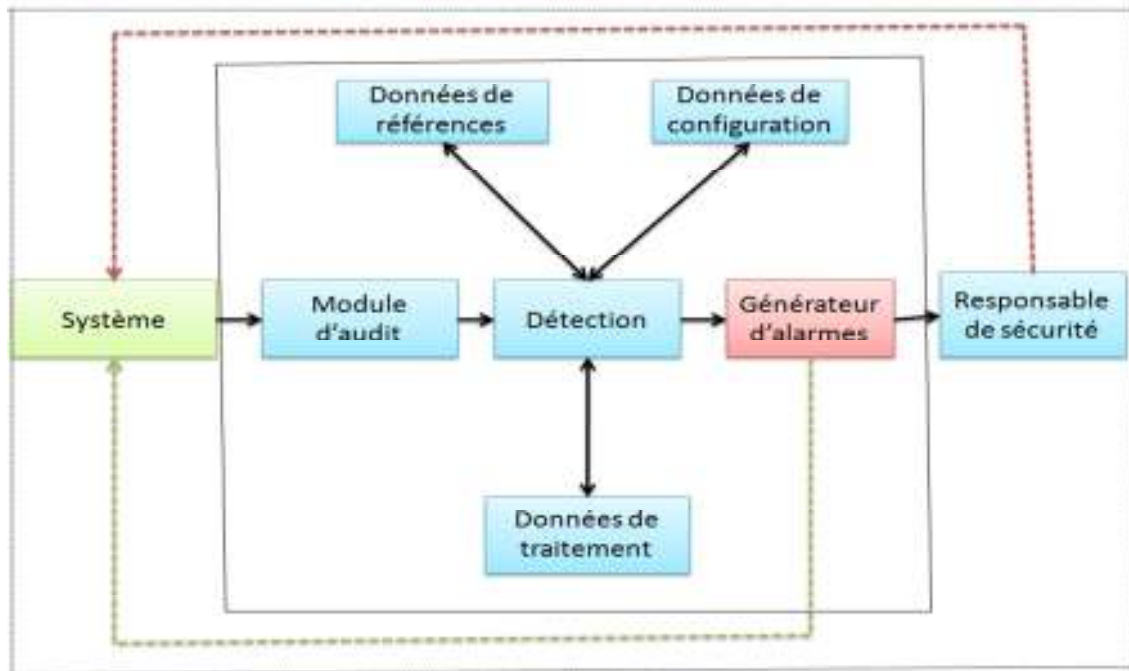 Données de
références
Données de
configuration
Système
Module
d'audit
Détection
Générateur
d'alarmes
Responsable
de sécurité
Données de
traitement